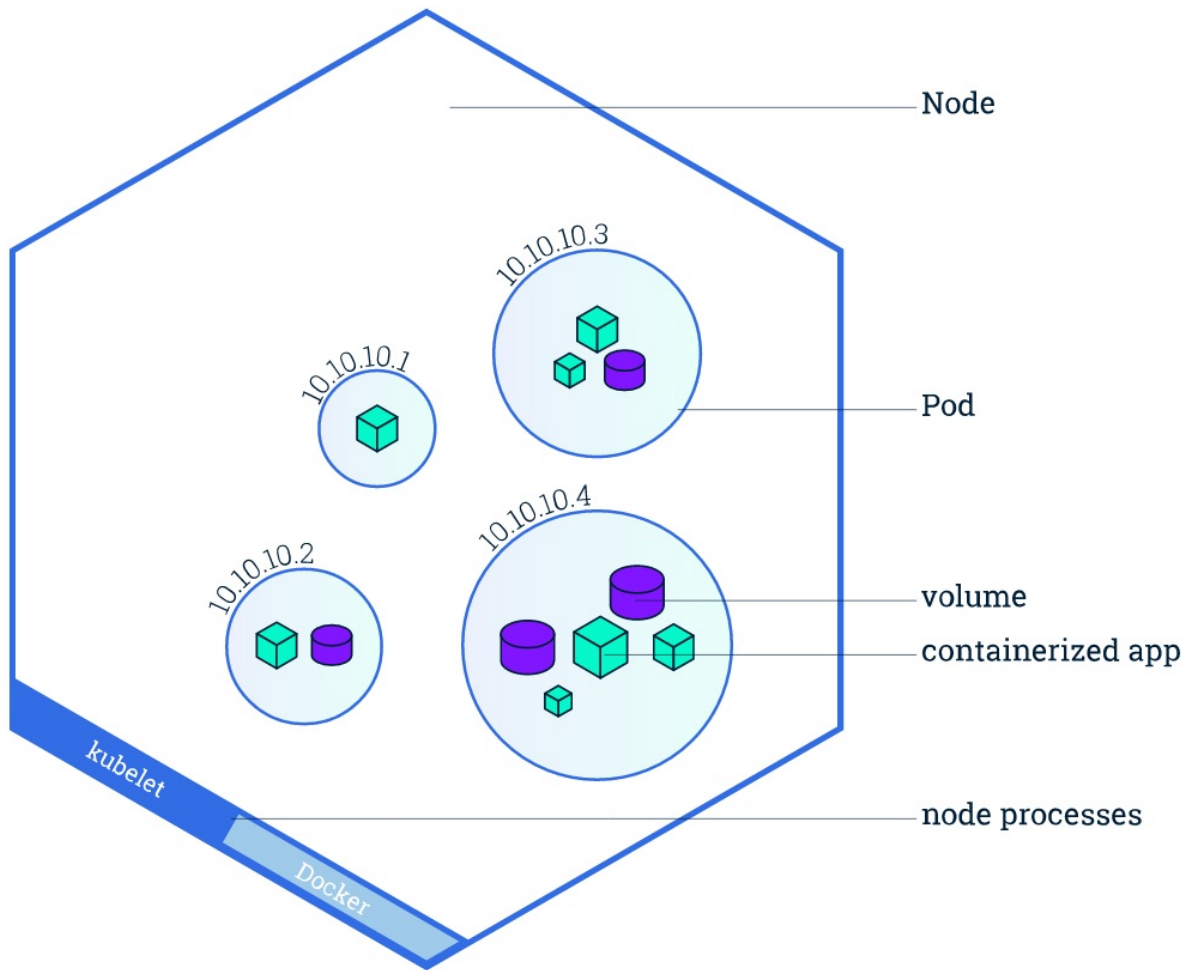 Node
10.10.10.3
10.10.10.1
Pod
10.10.10.4
10.10.10.2
volume
containerized app
kubelet
node processes
Docker